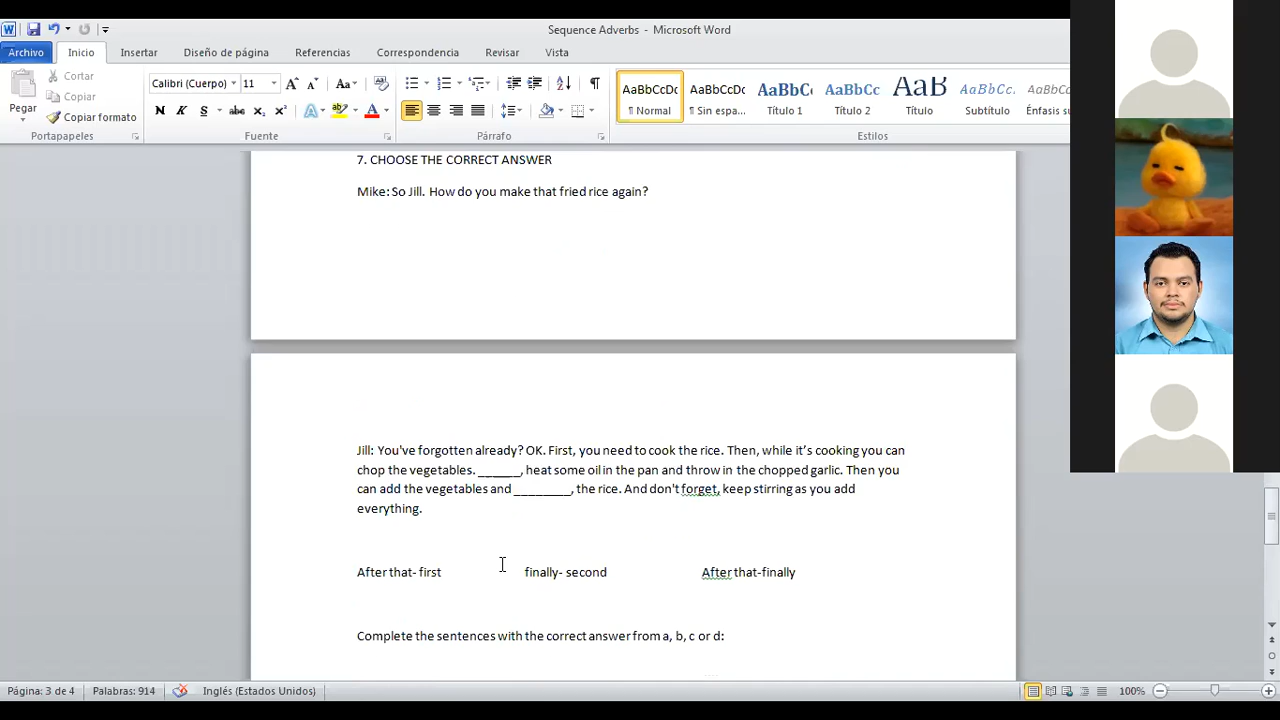 Sequence Adverbs - Microsoft Word
Archivo Inicio Insertar Diseño de página Referencias Correspondencia Revisar Vista
Pegar
Cortar
Copiar
Copiar formato
Portapapeles
Calibri (Cuerpo) 11
Fuente
Párrafo
AaBbCcDc AaBbCcDc AaBbC AaBbCc AaB AaBbCc. AaBbCc
¶ Normal ¶ Sin espa... Título 1 Título 2 Título Subtítulo Énfasis
Estilos
7. CHOOSE THE CORRECT ANSWER
Mike: So Jill. How do you make that fried rice again?
Jill: You've forgotten already? OK. First, you need to cook the rice. Then, while it’s cooking you can
chop the vegetables. ______, heat some oil in the pan and throw in the chopped garlic. Then you
can add the vegetables and ________, the rice. And don't forget, keep stirring as you add
everything.
After that- first finally- second After that-finally
Complete the sentences with the correct answer from a, b, c or d:
Página: 3 de 4 Palabras: 914 Inglés (Estados Unidos) 100%